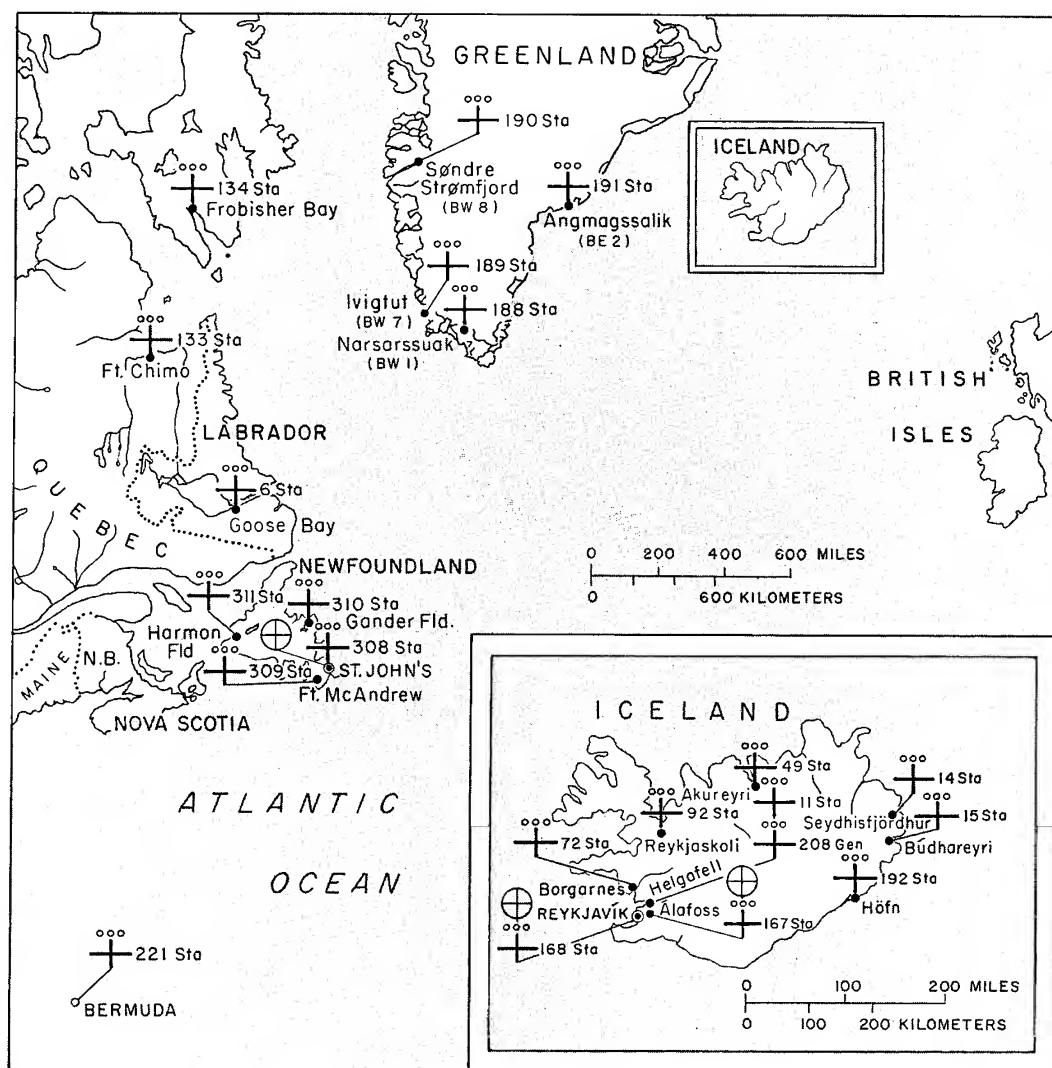 GREENLAND
190 Sta
Søndre
Strømfjord
(BW 8)
191 Sta
Angmagssalik
(BE 2)
ICELAND
134 Sta
Frobisher Bay
189 Sta
Ivigtut
(BW 7)
188 Sta
Narsarssuak
(BW 1)
133 Sta
Ft. Chimo
BRITISH
ISLES
LABRADOR
6 Sta
Goose Bay
QUEBEC
NEWFOUNDLAND
311 Sta
310 Sta
Gander Fld.
Harmon
Fld
308 Sta
ST. JOHN'S
309 Sta
Ft. McAndrew
MAINE
N.B.
NOVA SCOTIA
0 200 400 600 MILES
0 600 KILOMETERS
ATLANTIC
OCEAN
221 Sta
BERMUDA
ICELAND
49 Sta
Akureyri
14 Sta
11 Sta
Seydhisfjördhur
15 Sta
92 Sta
Reykjaskoli
Búdhareyri
72 Sta
208 Gen
Borgarnes
Helgafell
192 Sta
Höfn
REYKJAVÍK
Álafoss
167 Sta
168 Sta
0 100 200 MILES
0 100 200 KILOMETERS